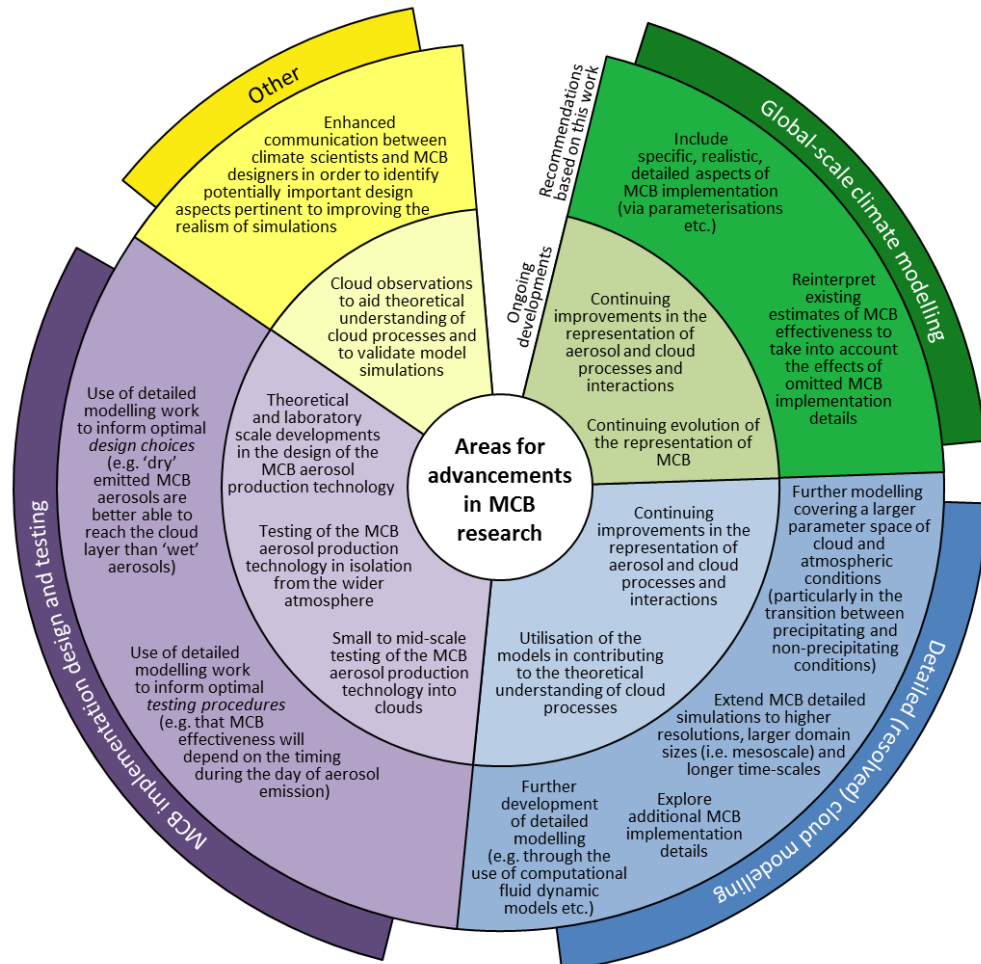 Areas for
advancements
in MCB
research
Recommendations
based on this work
Ongoing
developments
Global-scale climate modelling
Include
specific, realistic,
detailed aspects of
MCB implementation
(via parameterisations
etc.)
Reinterpret
existing
estimates of MCB
effectiveness to
take into account
the effects of
omitted MCB
implementation
details
Continuing
improvements in the
representation of
aerosol and cloud
processes and
interactions
Continuing evolution of
the representation of
MCB
Detailed (resolved) cloud modelling
Further modelling
covering a larger
parameter space of
cloud and
atmospheric
conditions
(particularly in the
transition between
precipitating and
non-precipitating
conditions)
Extend MCB detailed
simulations to higher
resolutions, larger domain
sizes (i.e. mesoscale) and
longer time-scales
Explore
additional MCB
implementation
details
Further
development
of detailed
modelling
(e.g. through the
use of computational
fluid dynamic
models etc.)
Continuing
improvements in the
representation of
aerosol and cloud
processes and
interactions
Utilisation of the
models in contributing
to the theoretical
understanding of cloud
processes
MCB implementation design and testing
Use of detailed
modelling work
to inform optimal
design choices
(e.g. ‘dry’
emitted MCB
aerosols are
better able to
reach the cloud
layer than ‘wet’
aerosols)
Use of detailed
modelling work
to inform optimal
testing procedures
(e.g. that MCB
effectiveness will
depend on the timing
during the day of aerosol
emission)
Theoretical
and laboratory
scale developments
in the design of
the MCB aerosol
production technology
Testing of the MCB
aerosol production
technology in isolation
from the wider
atmosphere
Small to mid-scale
testing of the MCB
aerosol production
technology into
clouds
Other
Enhanced
communication between
climate scientists and MCB
designers in order to identify
potentially important design
aspects pertinent to improving the
realism of simulations
Cloud observations
to aid theoretical
understanding of
cloud processes and
to validate model
simulations